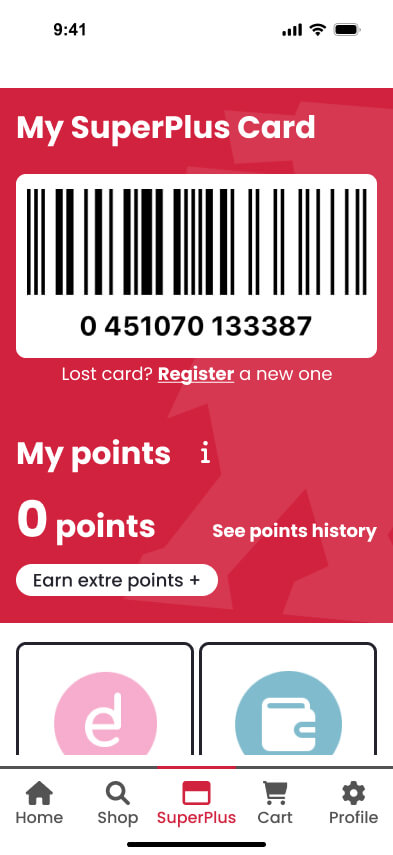 9:41
My SuperPlus Card
0 451070 133387
Lost card? Register a new one
My points i
0 points
See points history
Earn extre points +
d
Home Shop SuperPlus Cart Profile